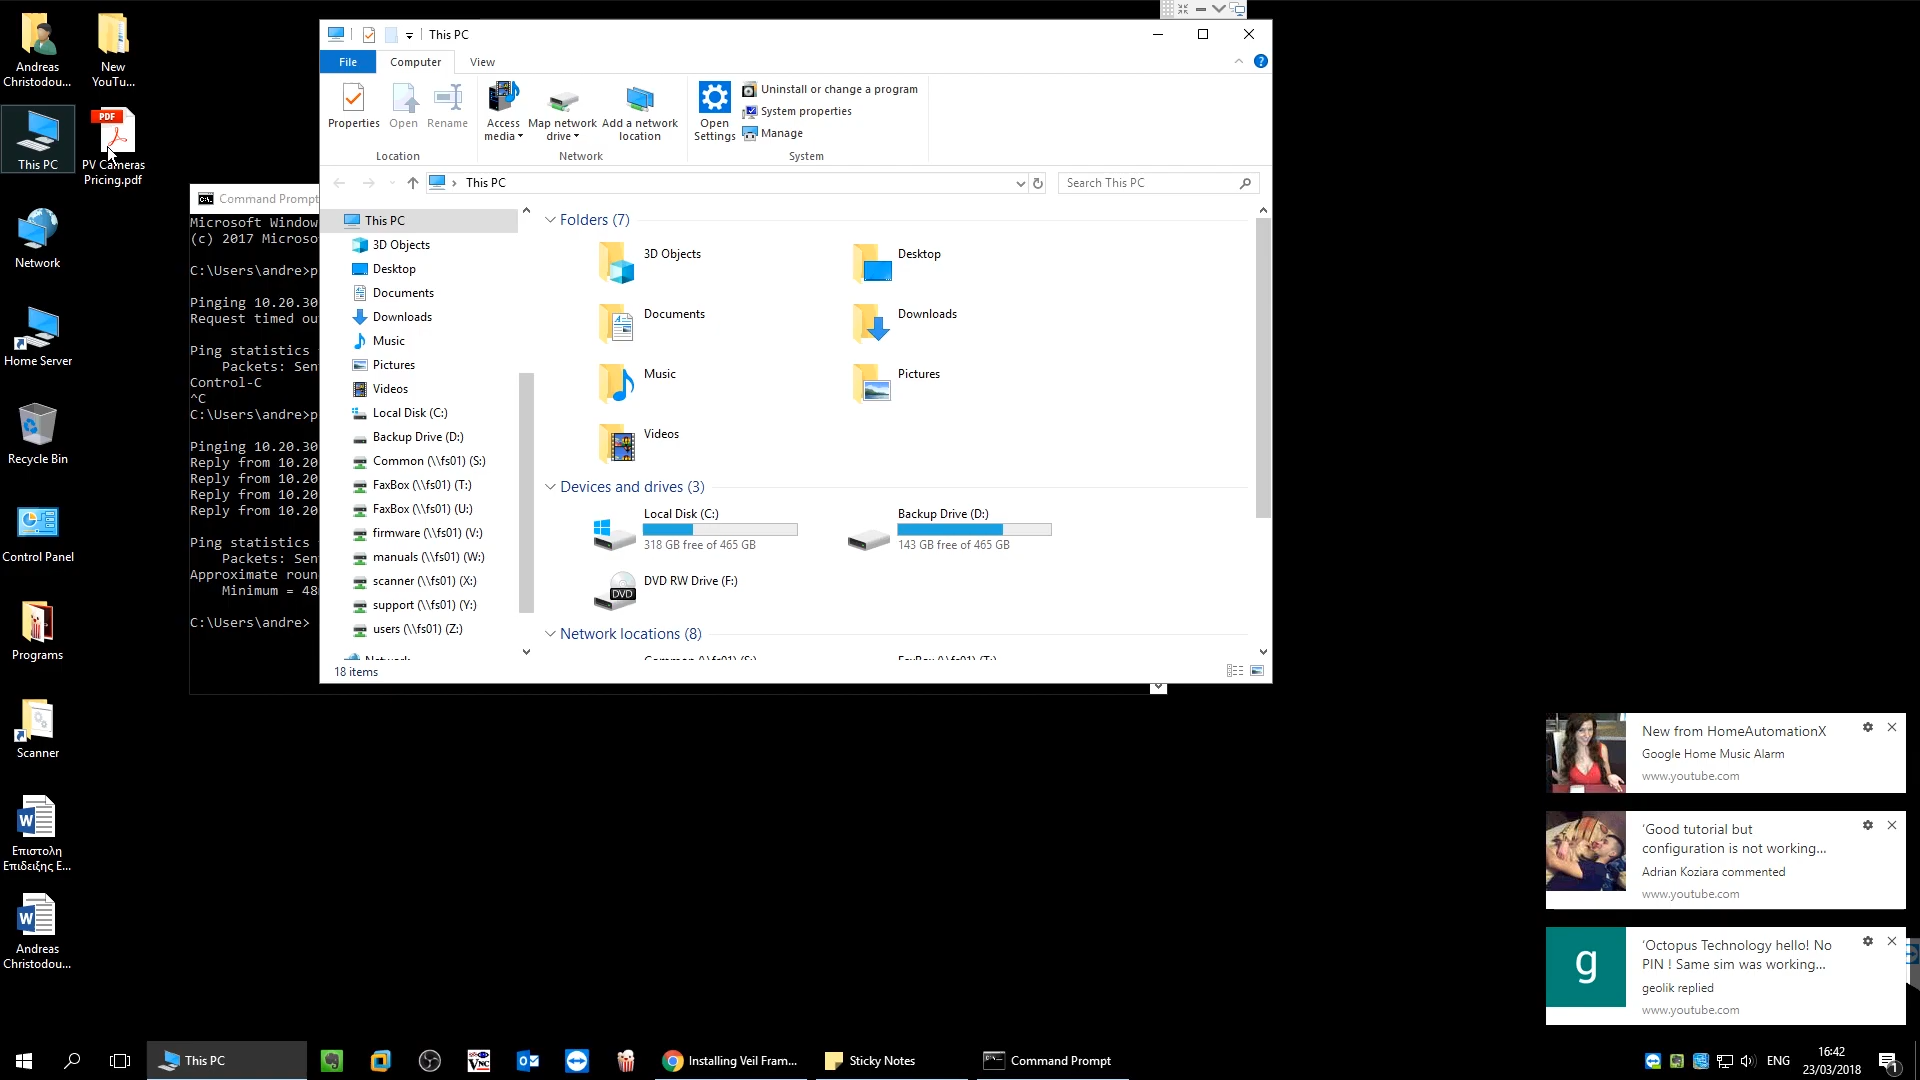 Andreas
Christodou...
New
YouTu...
This PC
PDF
PV Cameras
Pricing.pdf
Network
Home Server
Recycle Bin
Control Panel
Programs
Scanner
Επιστολη
Επιδειξης Ε...
Andreas
Christodou...
Command Prompt
Microsoft Window
(c) 2017 Microso
C:\Users\andre>p
Pinging 10.20.30
Request timed ou
Ping statistics
Packets: Sen
Control-C
^C
C:\Users\andre>p
Pinging 10.20.30
Reply from 10.20
Reply from 10.20
Reply from 10.20
Reply from 10.20
Ping statistics
Packets: Sen
Approximate roun
Minimum = 48
C:\Users\andre>
This PC
File
Computer
View
Properties
Open
Rename
Location
Access
media
Map network
drive
Add a network
location
Network
Open
Settings
Uninstall or change a program
System properties
Manage
System
This PC
Search This PC
This PC
3D Objects
Desktop
Documents
Downloads
Music
Pictures
Videos
Local Disk (C:)
Backup Drive (D:)
Common (\\fs01) (S:)
FaxBox (\\fs01) (T:)
FaxBox (\\fs01) (U:)
firmware (\\fs01) (V:)
manuals (\\fs01) (W:)
scanner (\\fs01) (X:)
support (\\fs01) (Y:)
users (\\fs01) (Z:)
Network
Folders (7)
3D Objects
Desktop
Documents
Downloads
Music
Pictures
Videos
Devices and drives (3)
Local Disk (C:)
318 GB free of 465 GB
Backup Drive (D:)
143 GB free of 465 GB
DVD
DVD RW Drive (F:)
Network locations (8)
Common (\\fs01) (S:)
FaxBox (\\fs01) (T:)
18 items
New from HomeAutomationX
Google Home Music Alarm
www.youtube.com
'Good tutorial but
configuration is not working...
Adrian Koziara commented
www.youtube.com
g
'Octopus Technology hello! No
PIN ! Same sim was working...
geolik replied
www.youtube.com
This PC
Installing Veil Fram...
Sticky Notes
Command Prompt
ENG
16:42
23/03/2018
1